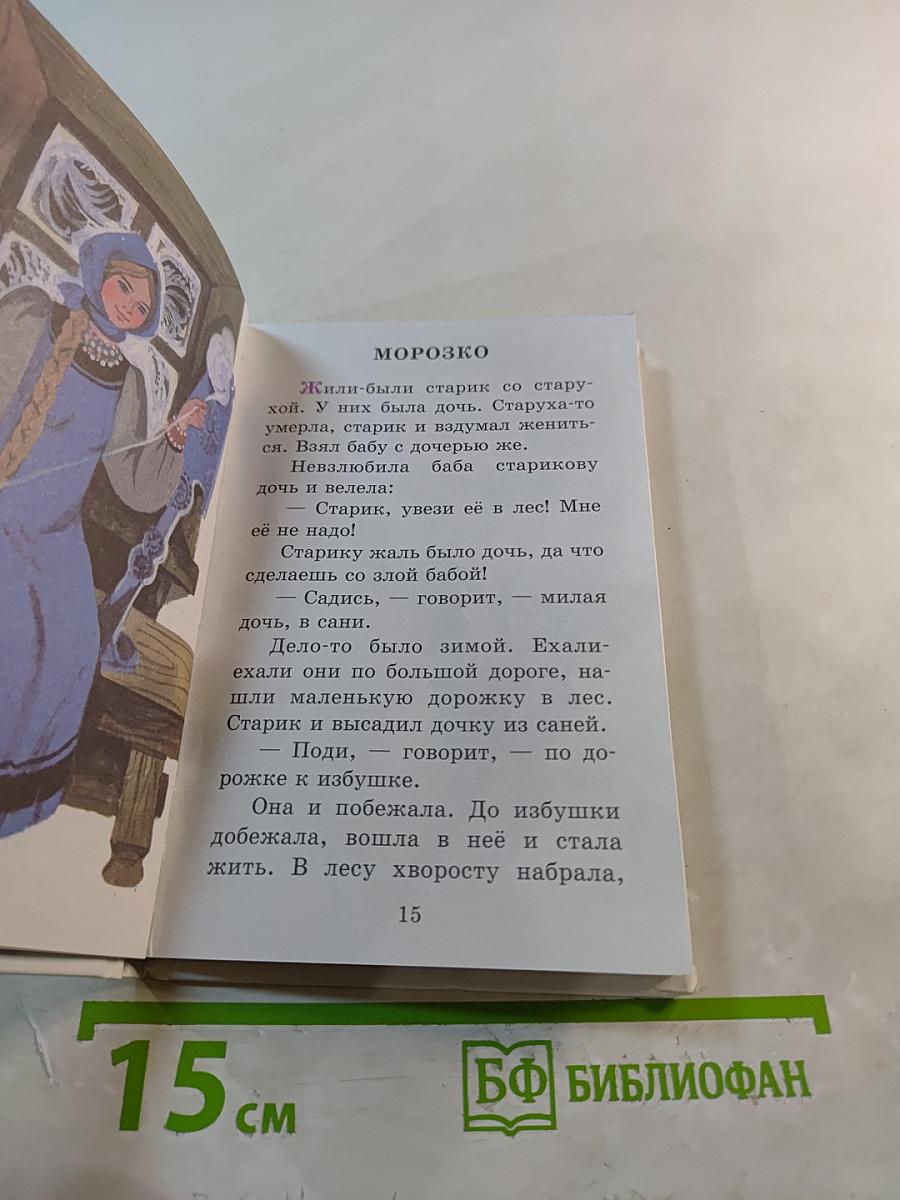 МОРОЗКО
Жили-были старик со стару-
хой. У них была дочь. Старуха-то
умерла, старик и вздумал женить-
ся. Взял бабу с дочерью же.
Невзлюбила баба старикову
дочь и велела:
— Старик, увези её в лес! Мне
её не надо!
Старику жаль было дочь, да что
сделаешь со злой бабой!
— Садись, — говорит, — милая
дочь, в сани.
Дело-то было зимой. Ехали-
ехали они по большой дороге, на-
шли маленькую дорожку в лес.
Старик и высадил дочку из саней.
— Поди, — говорит, — по до-
рожке к избушке.
Она и побежала. До избушки
добежала, вошла в неё и стала
жить. В лесу хворосту набрала,
15
15 см
БФ БИБЛИОФАН